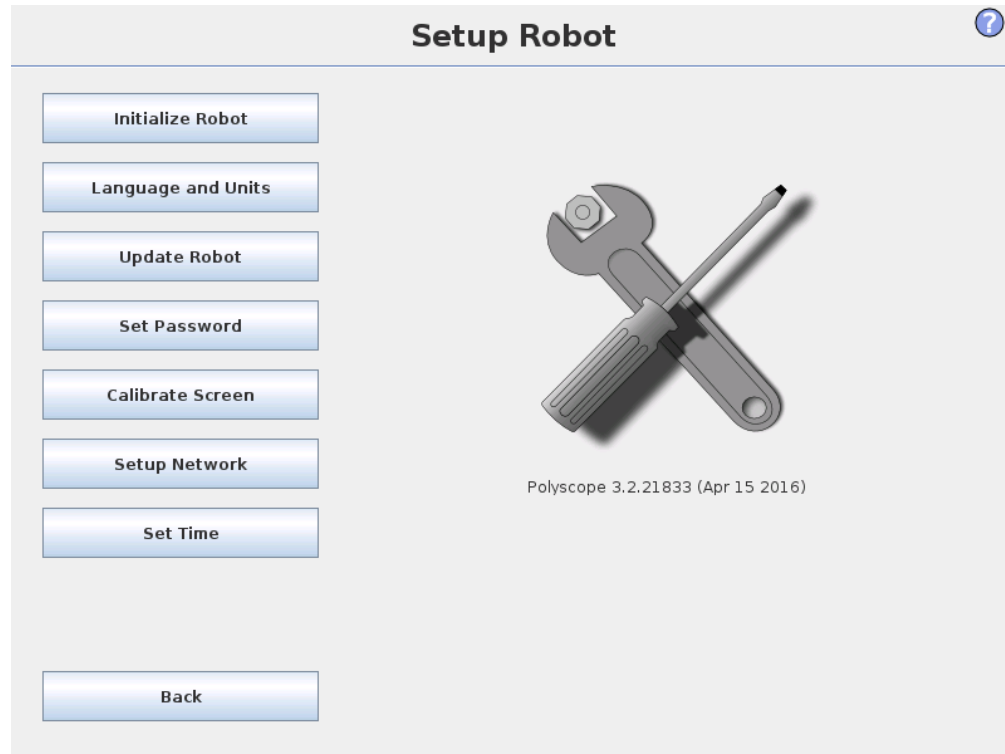 Setup Robot
?
Initialize Robot
Language and Units
Update Robot
Set Password
Calibrate Screen
Setup Network
Set Time
Polyscope 3.2.21833 (Apr 15 2016)
Back